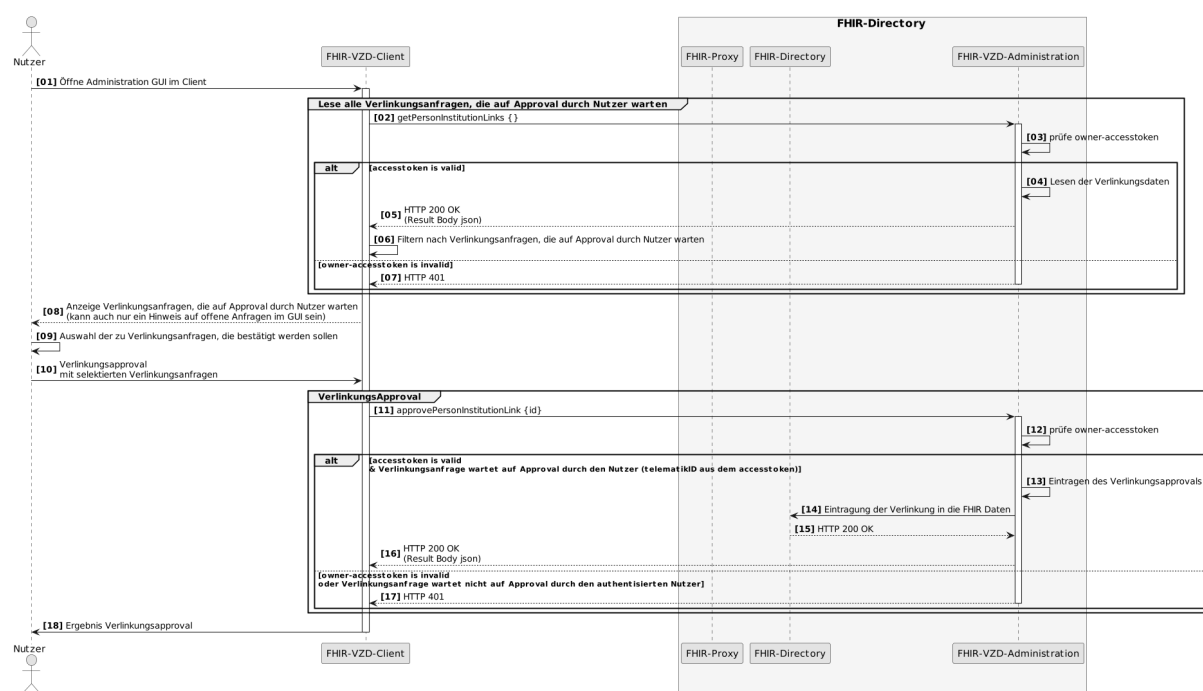 FHIR-Directory
Nutzer
FHIR-VZD-Client
FHIR-Proxy
FHIR-Directory
FHIR-VZD-Administration
[01] Öffne Administration GUI im Client
Lese alle Verlinkungsanfragen, die auf Approval durch Nutzer warten
[02] getPersonInstitutionLinks {}
[03] prüfe owner-accesstoken
alt
[accesstoken is valid]
[04] Lesen der Verlinkungsdaten
[05] HTTP 200 OK
(Result Body json)
[06] Filtern nach Verlinkungsanfragen, die auf Approval durch Nutzer warten
[owner-accesstoken is invalid]
[07] HTTP 401
[08] Anzeige Verlinkungsanfragen, die auf Approval durch Nutzer warten
(kann auch nur ein Hinweis auf offene Anfragen im GUI sein)
[09] Auswahl der zu Verlinkungsanfragen, die bestätigt werden sollen
[10] Verlinkungsapproval
mit selektierten Verlinkungsanfragen
VerlinkungsApproval
[11] approvePersonInstitutionLink {id}
[12] prüfe owner-accesstoken
alt
[accesstoken is valid
& Verlinkungsanfrage wartet auf Approval durch den Nutzer (telematikID aus dem accesstoken)]
[13] Eintragen des Verlinkungsapprovals
[14] Eintragung der Verlinkung in die FHIR Daten
[15] HTTP 200 OK
[16] HTTP 200 OK
(Result Body json)
[owner-accesstoken is invalid
oder Verlinkungsanfrage wartet nicht auf Approval durch den authentisierten Nutzer]
[17] HTTP 401
[18] Ergebnis Verlinkungsapproval
Nutzer
FHIR-VZD-Client
FHIR-Proxy
FHIR-Directory
FHIR-VZD-Administration